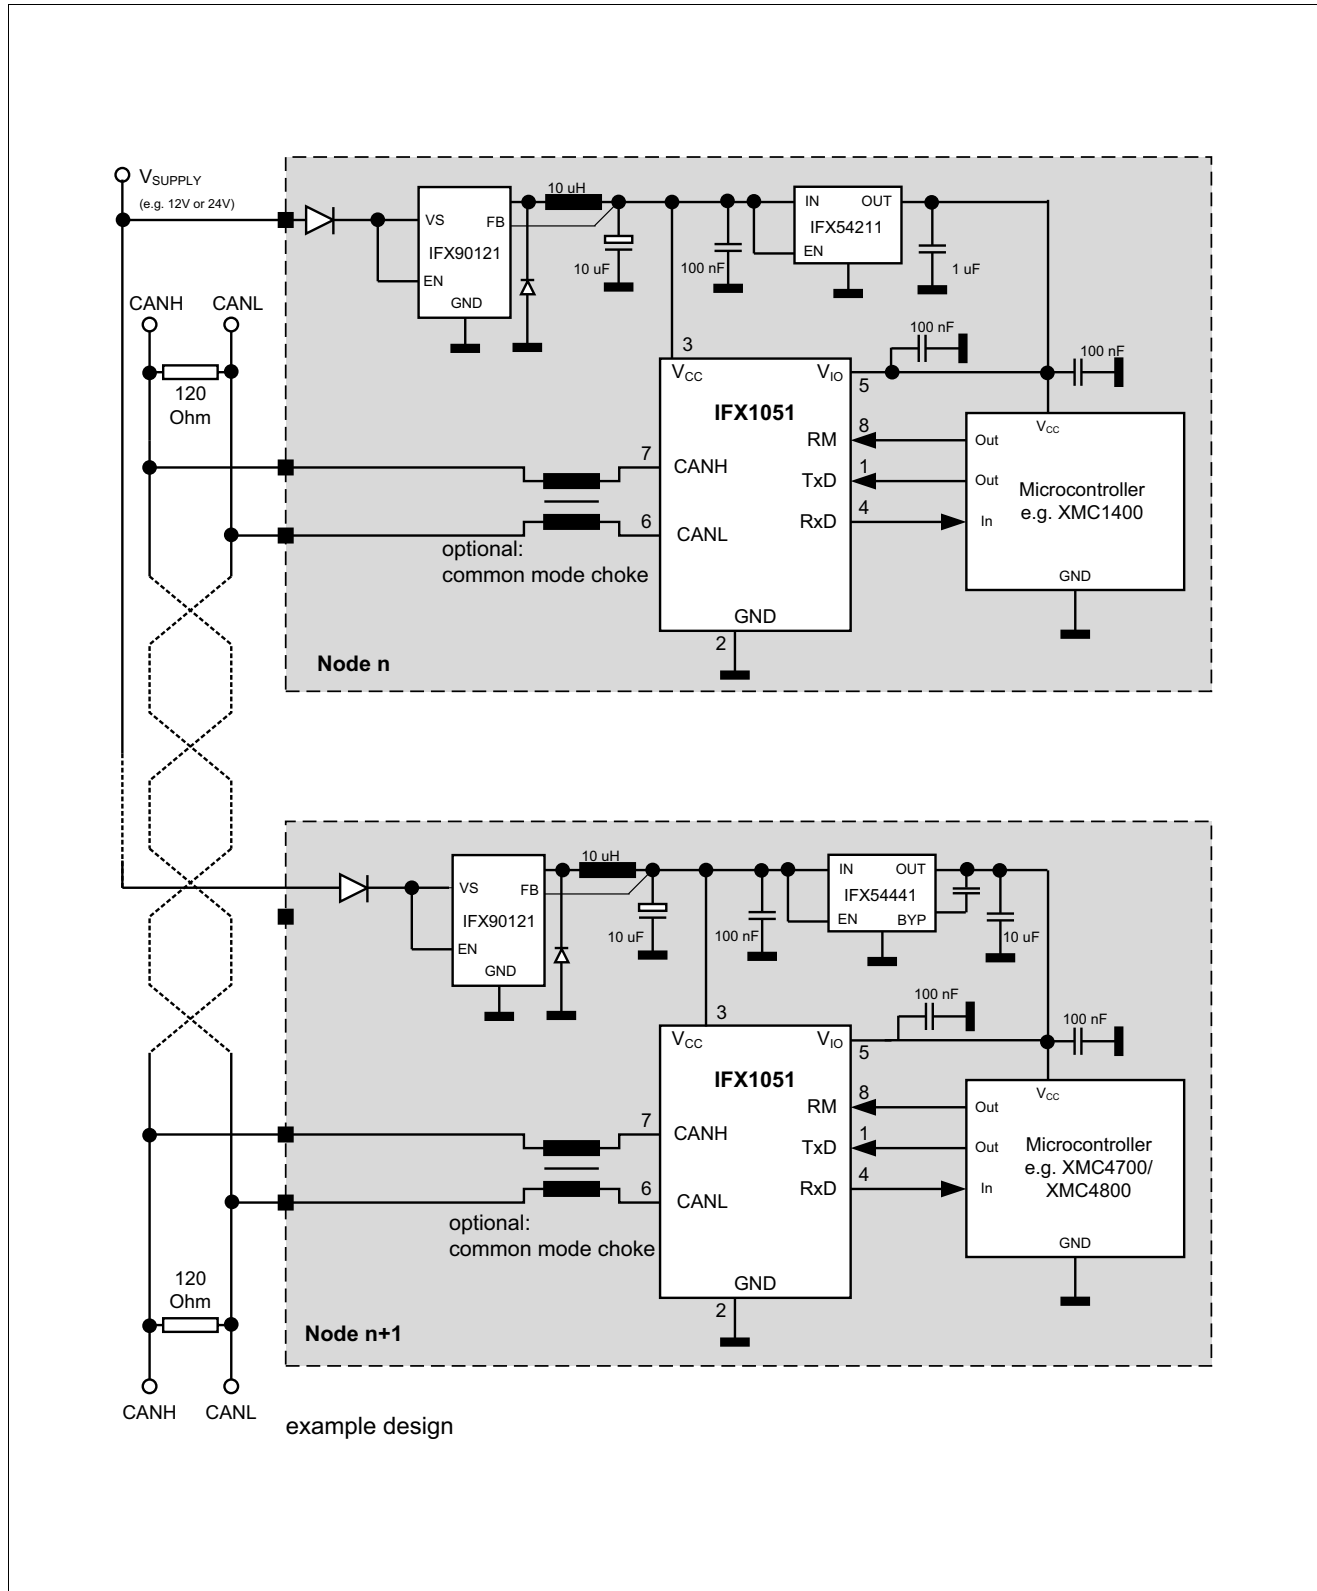 V_SUPPLY
(e.g. 12V or 24V)
CANH CANL
120
Ohm
VS
FB
IFX90121
EN
GND
10 uH
10 uF
100 nF
IN OUT
IFX54211
EN
1 uF
100 nF
100 nF
3
V_CC V_IO
5
IFX1051
RM 8
TxD 1
RxD 4
7 CANH
6 CANL
GND
2
optional:
common mode choke
V_CC
Out
Out
In
Microcontroller
e.g. XMC1400
GND
Node n
VS
FB
IFX90121
EN
GND
10 uH
10 uF
100 nF
IN OUT
IFX54441
EN BYP
10 uF
100 nF
100 nF
3
V_CC V_IO
5
IFX1051
RM 8
TxD 1
RxD 4
7 CANH
6 CANL
GND
2
optional:
common mode choke
V_CC
Out
Out
In
Microcontroller
e.g. XMC4700/
XMC4800
GND
Node n+1
120
Ohm
CANH CANL
example design